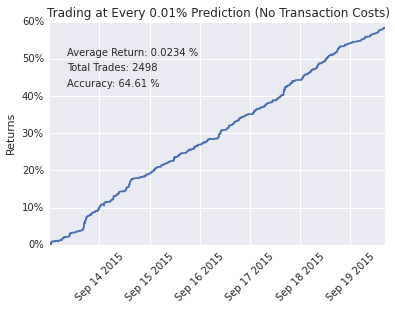 Trading at Every 0.01% Prediction (No Transaction Costs)
60%
50%
40%
30%
20%
10%
0%
Returns
Average Return: 0.0234 %
Total Trades: 2498
Accuracy: 64.61 %
Sep 14 2015
Sep 15 2015
Sep 16 2015
Sep 17 2015
Sep 18 2015
Sep 19 2015